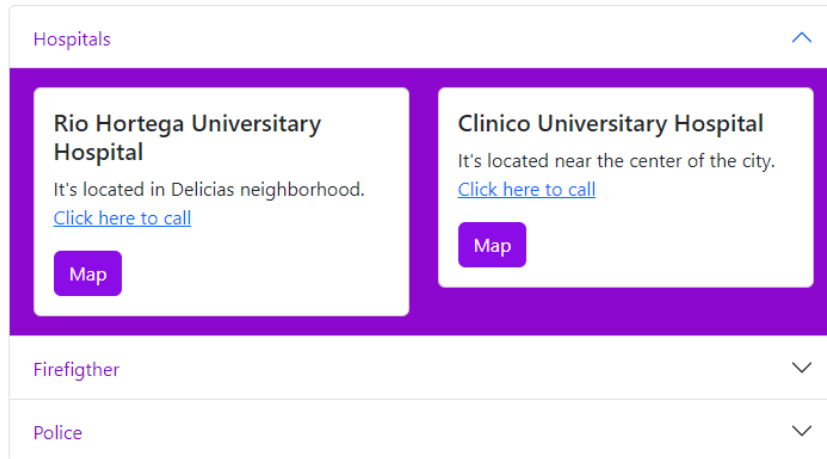 Hospitals
Rio Hortega Universitary
Hospital
It's located in Delicias neighborhood.
Click here to call
Map
Clinico Universitary Hospital
It's located near the center of the city.
Click here to call
Map
Firefigther
Police